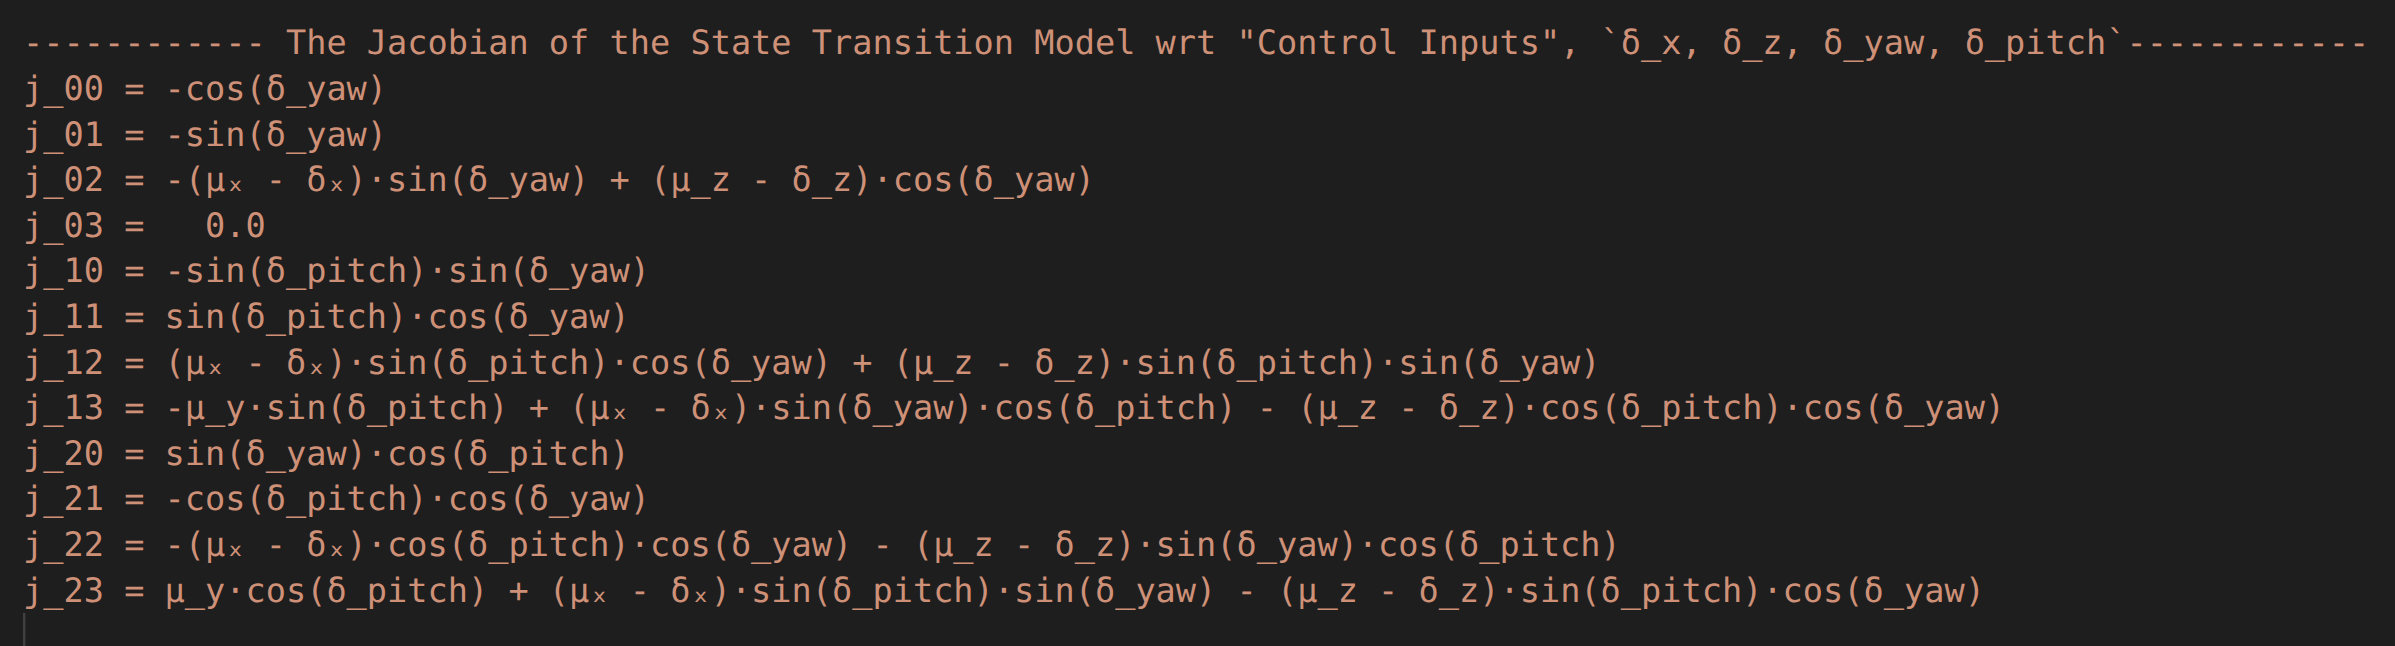 ------------ The Jacobian of the State Transition Model wrt "Control Inputs", `δ_x, δ_z, δ_yaw, δ_pitch`------------
j_00 = -cos(δ_yaw)
j_01 = -sin(δ_yaw)
j_02 = -(μₓ - δₓ)⋅sin(δ_yaw) + (μ_z - δ_z)⋅cos(δ_yaw)
j_03 =   0.0
j_10 = -sin(δ_pitch)⋅sin(δ_yaw)
j_11 = sin(δ_pitch)⋅cos(δ_yaw)
j_12 = (μₓ - δₓ)⋅sin(δ_pitch)⋅cos(δ_yaw) + (μ_z - δ_z)⋅sin(δ_pitch)⋅sin(δ_yaw)
j_13 = -μ_y⋅sin(δ_pitch) + (μₓ - δₓ)⋅sin(δ_yaw)⋅cos(δ_pitch) - (μ_z - δ_z)⋅cos(δ_pitch)⋅cos(δ_yaw)
j_20 = sin(δ_yaw)⋅cos(δ_pitch)
j_21 = -cos(δ_pitch)⋅cos(δ_yaw)
j_22 = -(μₓ - δₓ)⋅cos(δ_pitch)⋅cos(δ_yaw) - (μ_z - δ_z)⋅sin(δ_yaw)⋅cos(δ_pitch)
j_23 = μ_y⋅cos(δ_pitch) + (μₓ - δₓ)⋅sin(δ_pitch)⋅sin(δ_yaw) - (μ_z - δ_z)⋅sin(δ_pitch)⋅cos(δ_yaw)